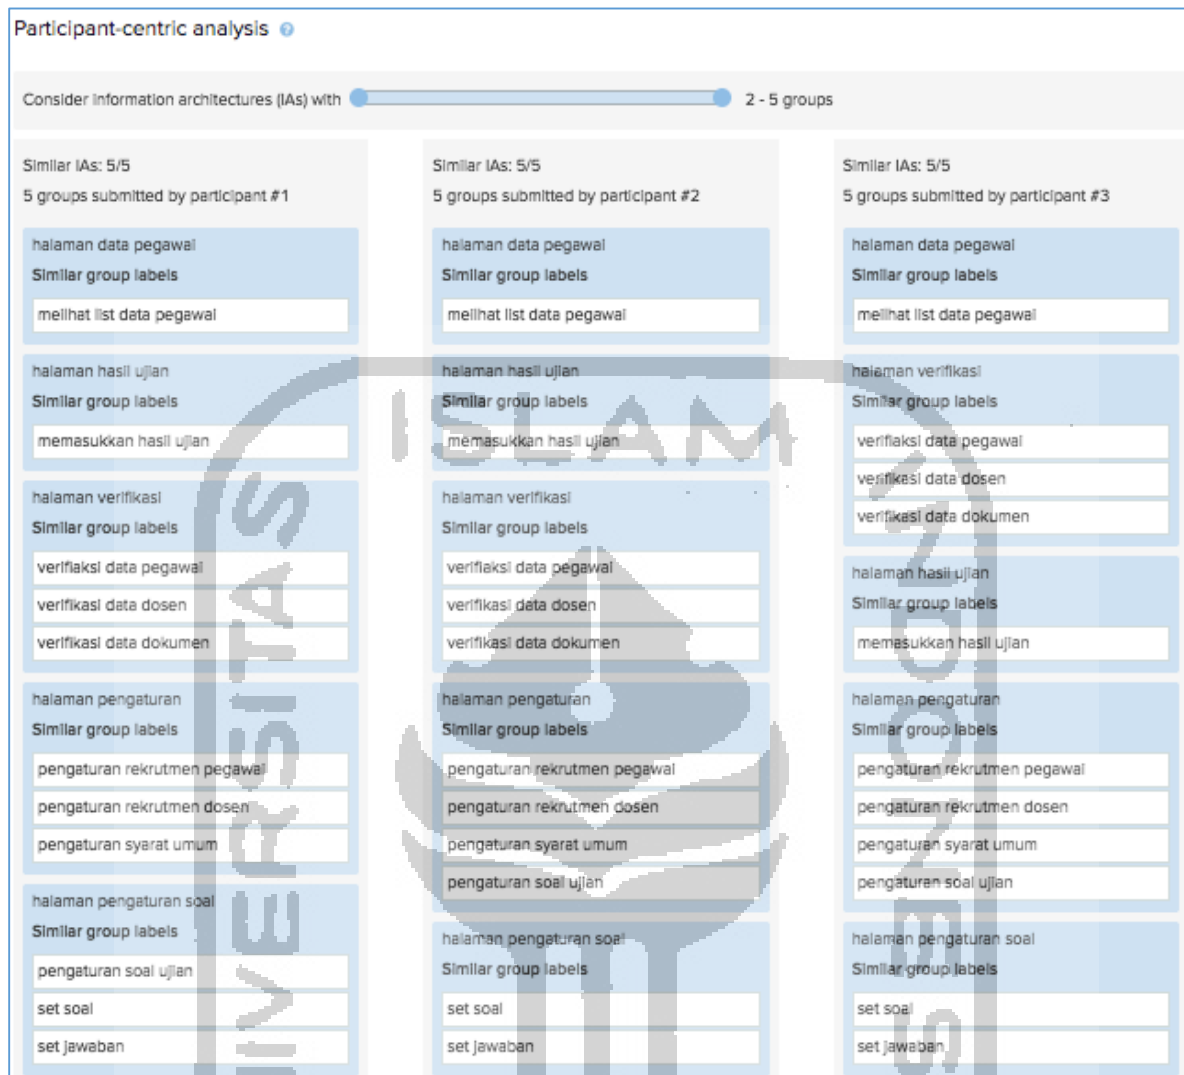 Participant-centric analysis ?
Consider information architectures (IAs) with 2 - 5 groups
Similar IAs: 5/5
5 groups submitted by participant #1
halaman data pegawai
Similar group labels
melihat list data pegawai
halaman hasil ujian
Similar group labels
memasukkan hasil ujian
halaman verifikasi
Similar group labels
verifiaksi data pegawai
verifikasi data dosen
verifikasi data dokumen
halaman pengaturan
Similar group labels
pengaturan rekrutmen pegawai
pengaturan rekrutmen dosen
pengaturan syarat umum
halaman pengaturan soal
Similar group labels
pengaturan soal ujian
set soal
set jawaban
Similar IAs: 5/5
5 groups submitted by participant #2
halaman data pegawai
Similar group labels
melihat list data pegawai
halaman hasil ujian
Similar group labels
memasukkan hasil ujian
halaman verifikasi
Similar group labels
verifiaksi data pegawai
verifikasi data dosen
verifikasi data dokumen
halaman pengaturan
Similar group labels
pengaturan rekrutmen pegawai
pengaturan rekrutmen dosen
pengaturan syarat umum
pengaturan soal ujian
halaman pengaturan soal
Similar group labels
set soal
set jawaban
Similar IAs: 5/5
5 groups submitted by participant #3
halaman data pegawai
Similar group labels
melihat list data pegawai
halaman verifikasi
Similar group labels
verifiaksi data pegawai
verifikasi data dosen
verifikasi data dokumen
halaman hasil ujian
Similar group labels
memasukkan hasil ujian
halaman pengaturan
Similar group labels
pengaturan rekrutmen pegawai
pengaturan rekrutmen dosen
pengaturan syarat umum
pengaturan soal ujian
halaman pengaturan soal
Similar group labels
set soal
set jawaban
ISLAM